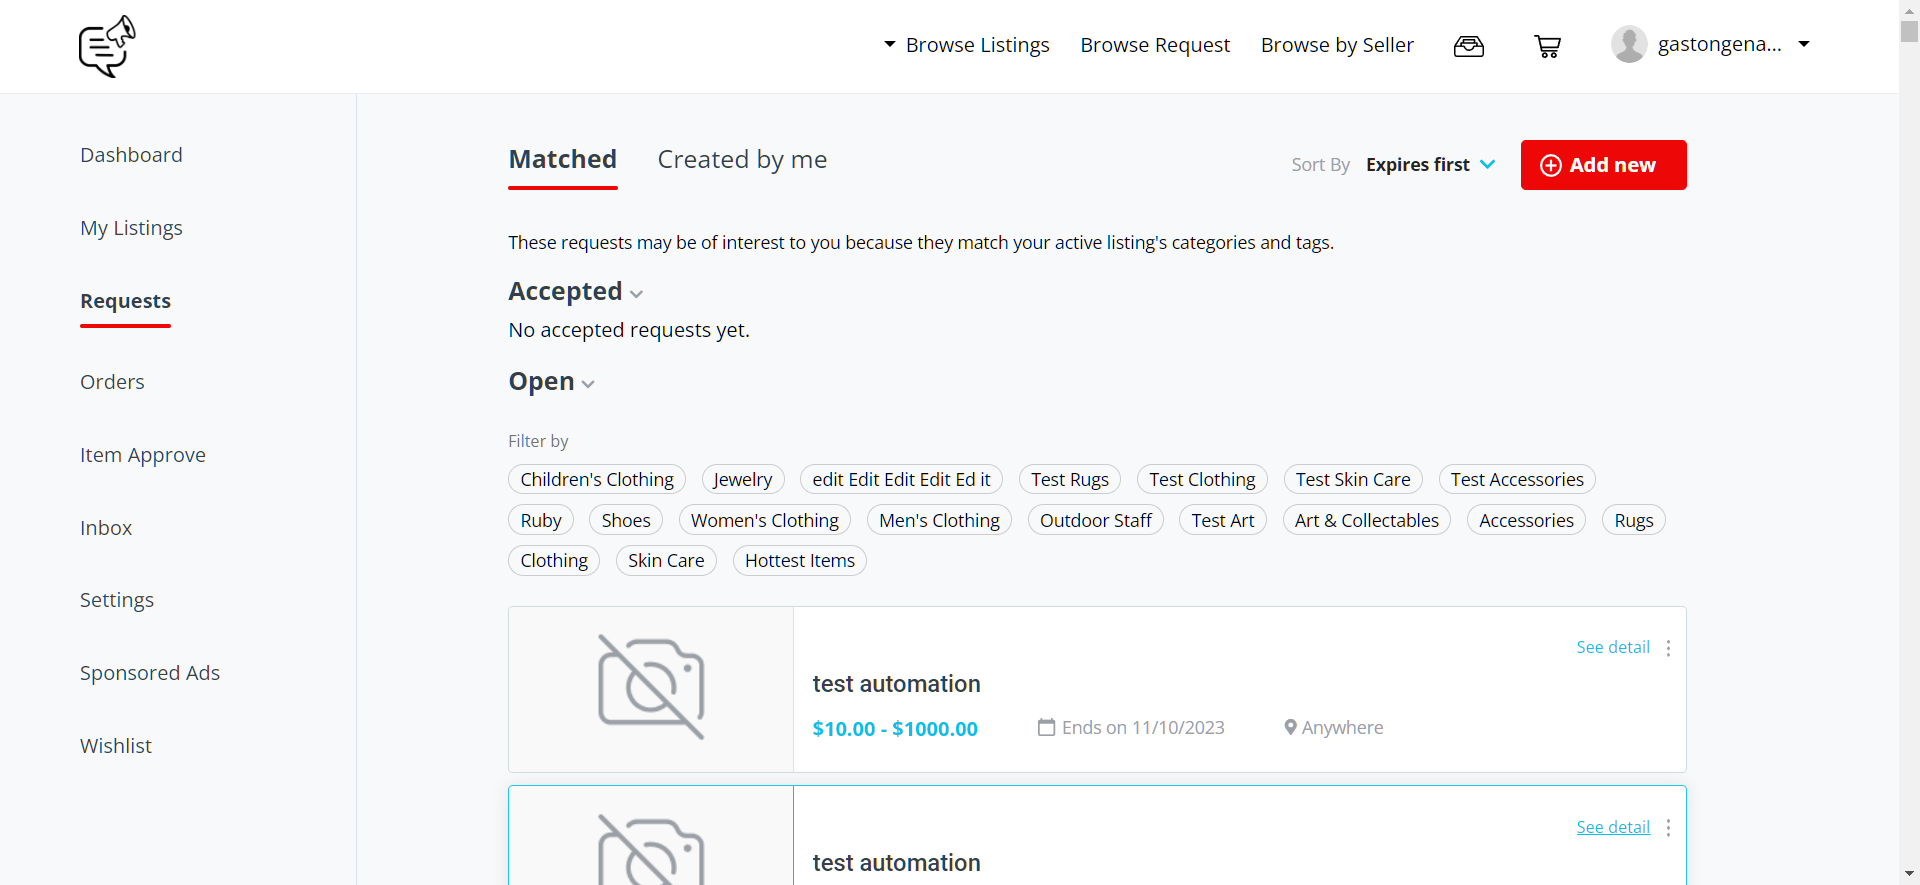 Browse Listings Browse Request Browse by Seller gastongena...
Dashboard
My Listings
Requests
Orders
Item Approve
Inbox
Settings
Sponsored Ads
Wishlist
Matched Created by me Sort By Expires first Add new
These requests may be of interest to you because they match your active listing's categories and tags.
Accepted
No accepted requests yet.
Open
Filter by
Children's Clothing Jewelry edit Edit Edit Edit Ed it Test Rugs Test Clothing Test Skin Care Test Accessories
Ruby Shoes Women's Clothing Men's Clothing Outdoor Staff Test Art Art & Collectables Accessories Rugs
Clothing Skin Care Hottest Items
See detail
test automation
$10.00 - $1000.00 Ends on 11/10/2023 Anywhere
See detail
test automation